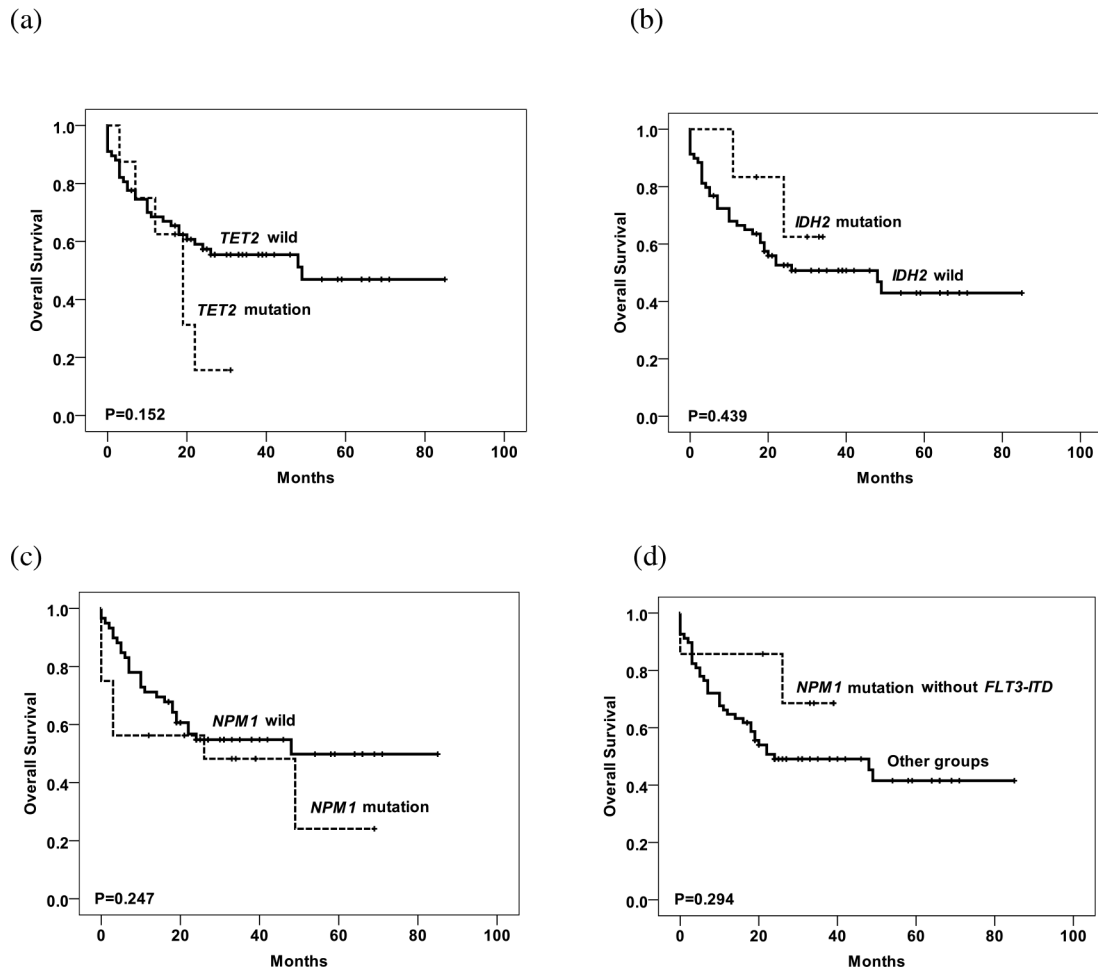 (a)
Overall Survival
1.0
0.8
0.6
0.4
0.2
0.0
TET2 wild
TET2 mutation
P=0.152
0 20 40 60 80 100
Months
(b)
Overall Survival
1.0
0.8
0.6
0.4
0.2
0.0
IDH2 mutation
IDH2 wild
P=0.439
0 20 40 60 80 100
Months
(c)
Overall Survival
1.0
0.8
0.6
0.4
0.2
0.0
NPM1 wild
NPM1 mutation
P=0.247
0 20 40 60 80 100
Months
(d)
Overall Survival
1.0
0.8
0.6
0.4
0.2
0.0
NPM1 mutation without FLT3-ITD
Other groups
P=0.294
0 20 40 60 80 100
Months